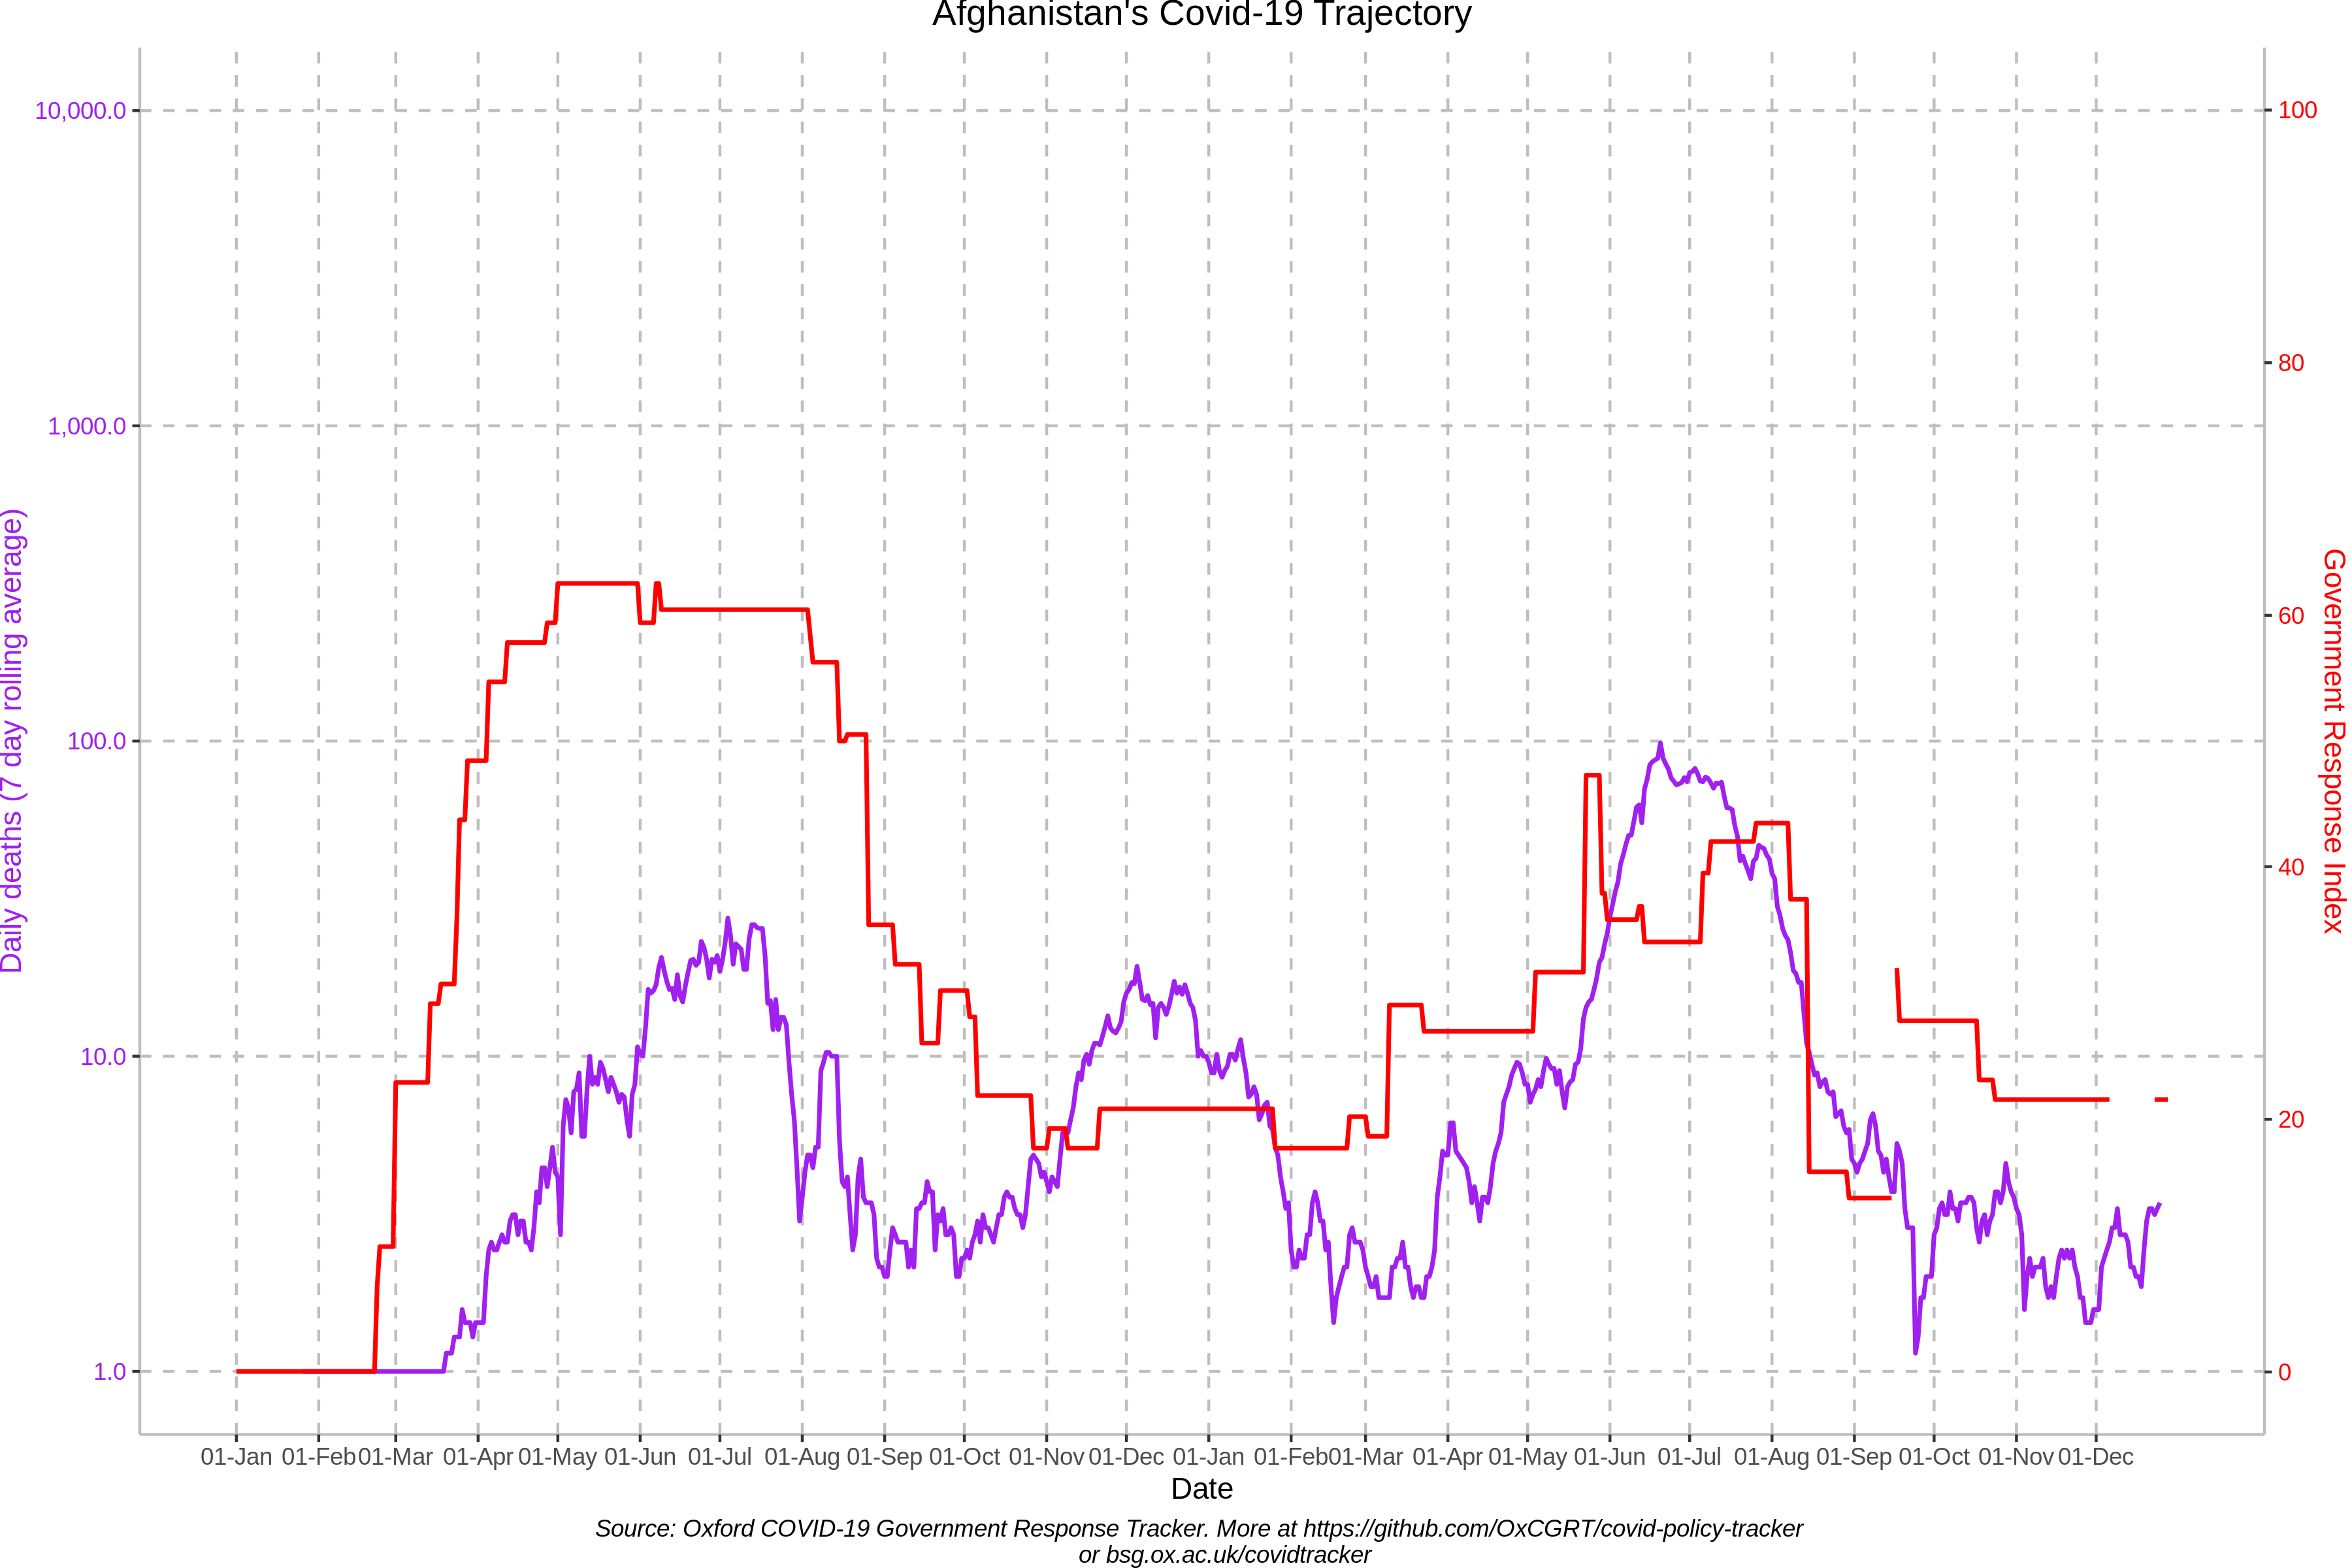 Afghanistan's Covid-19 Trajectory
10,000.0
1,000.0
100.0
10.0
1.0
Daily deaths (7 day rolling average)
100
80
60
40
20
0
Government Response Index
01-Jan 01-Feb 01-Mar 01-Apr 01-May 01-Jun 01-Jul 01-Aug 01-Sep 01-Oct 01-Nov 01-Dec 01-Jan 01-Feb 01-Mar 01-Apr 01-May 01-Jun 01-Jul 01-Aug 01-Sep 01-Oct 01-Nov 01-Dec
Date
Source: Oxford COVID-19 Government Response Tracker. More at https://github.com/OxCGRT/covid-policy-tracker
or bsg.ox.ac.uk/covidtracker